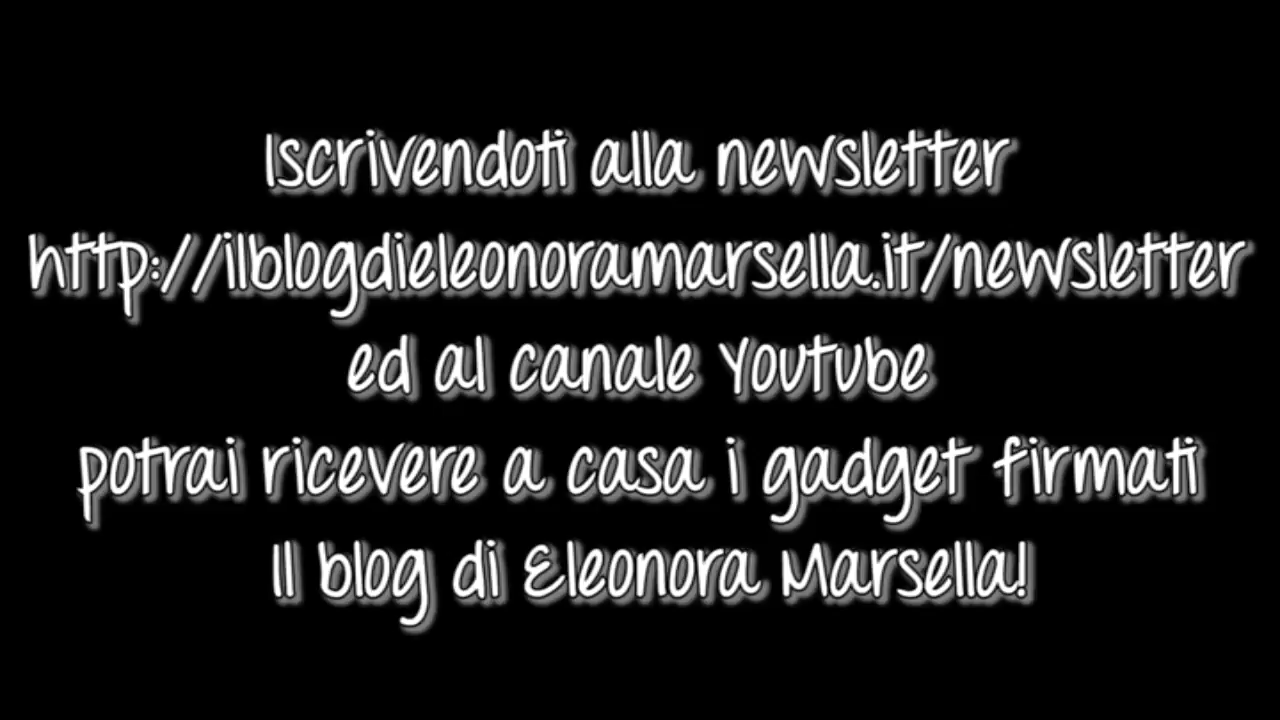 Iscrivendoti alla newsletter
http://ilblogdieleonoramarsella.it/newsletter
ed al canale Youtube
potrai ricevere a casa i gadget firmati
Il blog di Eleonora Marsella!